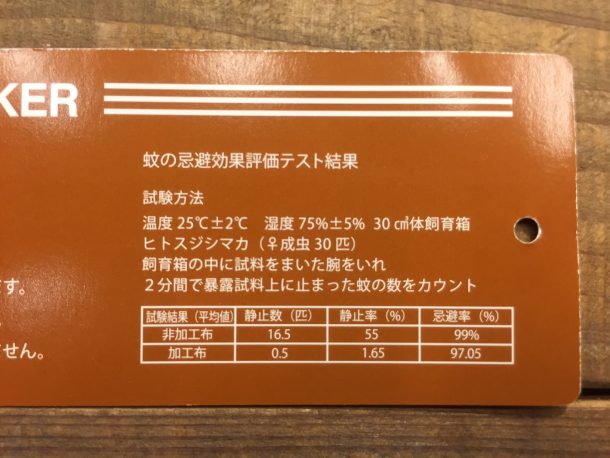 KER
蚊の忌避効果評価テスト結果
試験方法
温度 25℃±2℃　湿度 75%±5%　30 ㎤体飼育箱
ヒトスジシマカ（♀成虫 30 匹）
飼育箱の中に試料をまいた腕をいれ
２分間で暴露試料上に止まった蚊の数をカウント
試験結果（平均値） 静止数（匹） 静止率（%） 忌避率（%）
非加工布 16.5 55 99%
加工布 0.5 1.65 97.05
ます。
せん。